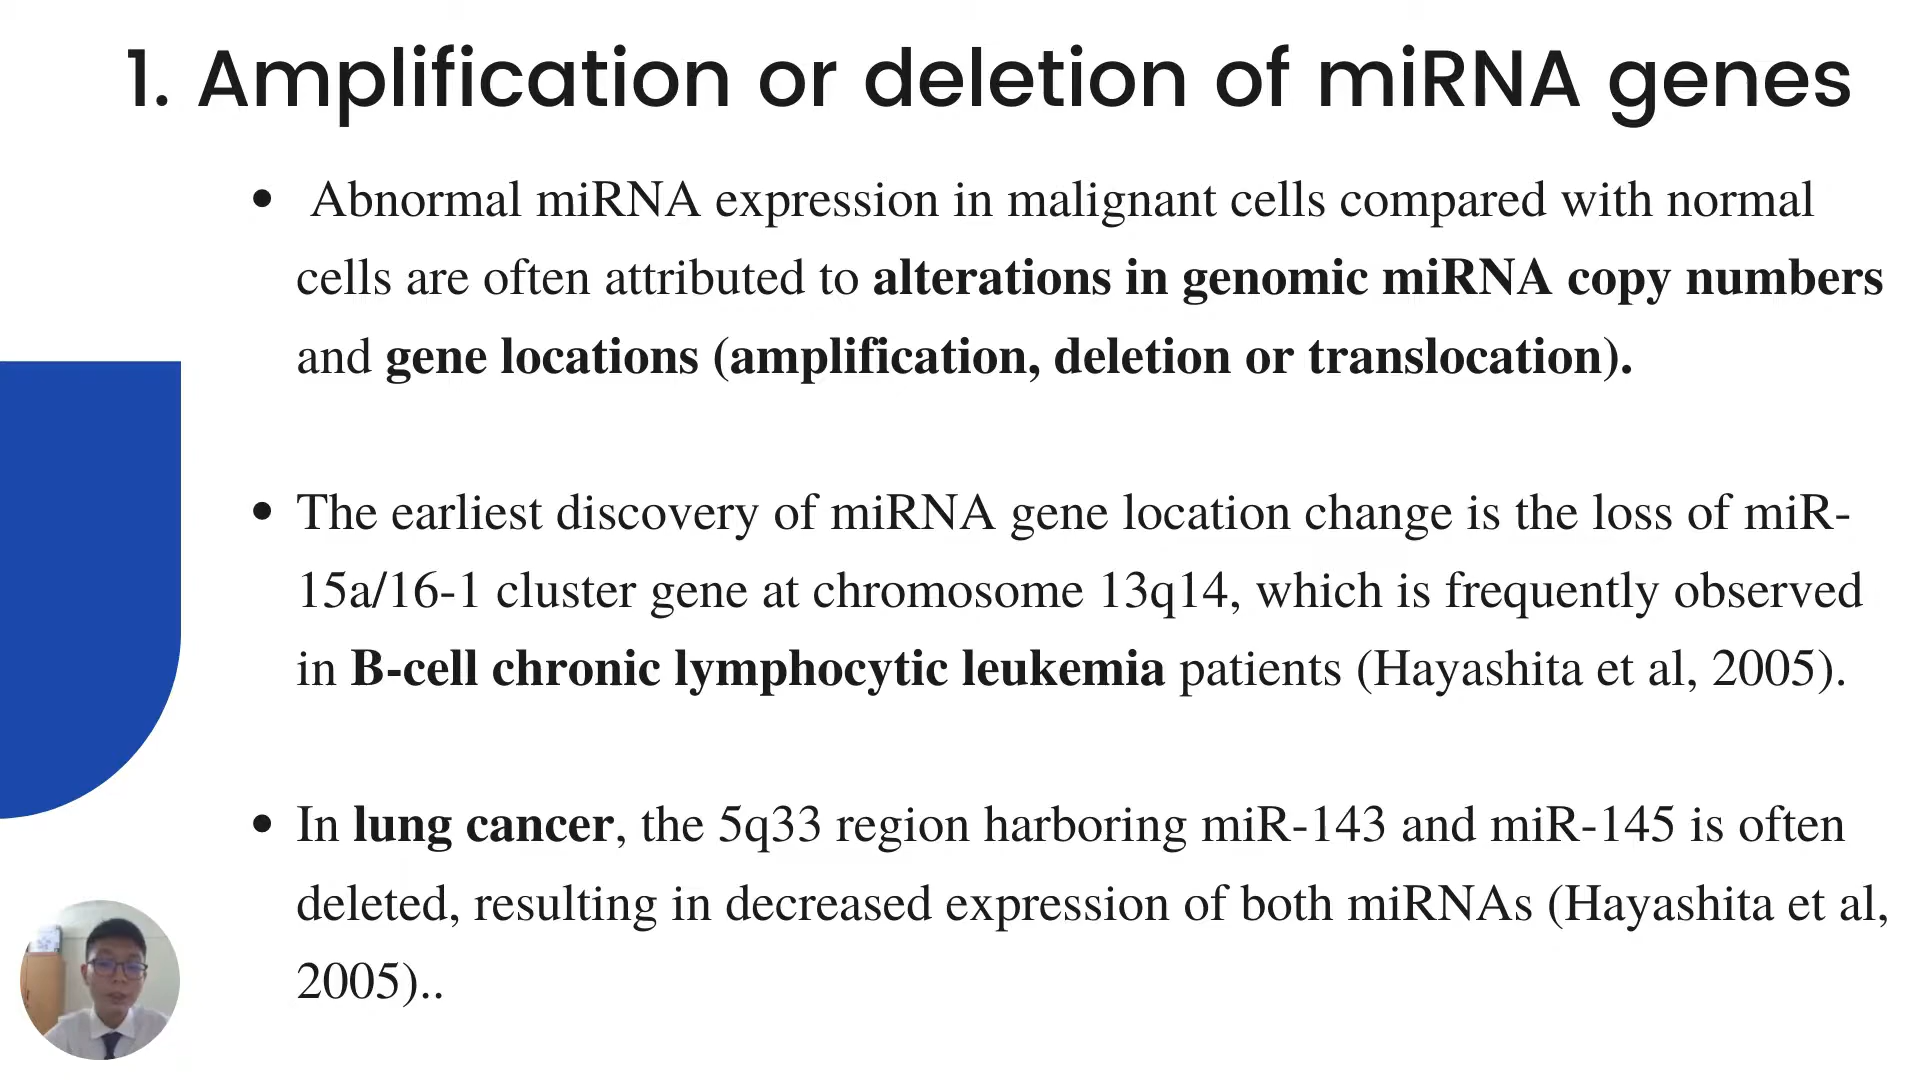 1. Amplification or deletion of miRNA genes
• Abnormal miRNA expression in malignant cells compared with normal
cells are often attributed to alterations in genomic miRNA copy numbers
and gene locations (amplification, deletion or translocation).
• The earliest discovery of miRNA gene location change is the loss of miR-
15a/16-1 cluster gene at chromosome 13q14, which is frequently observed
in B-cell chronic lymphocytic leukemia patients (Hayashita et al, 2005).
• In lung cancer, the 5q33 region harboring miR-143 and miR-145 is often
deleted, resulting in decreased expression of both miRNAs (Hayashita et al,
2005)..